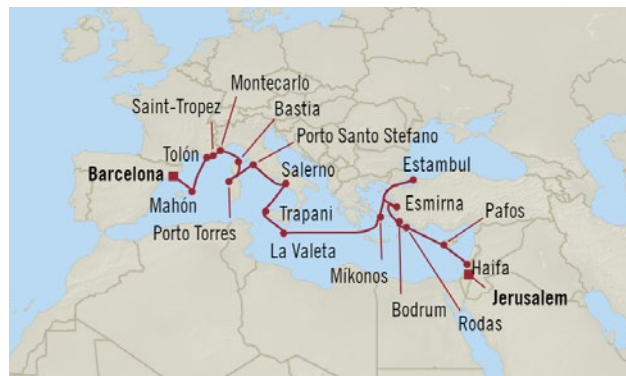 Montecarlo
Saint-Tropez
Bastia
Porto Santo Stefano
Tolón
Estambul
Barcelona
Salerno
Esmirna
Mahón
Trapani
Pafos
Porto Torres
La Valeta
Haifa
Míkonos
Jerusalem
Bodrum
Rodas